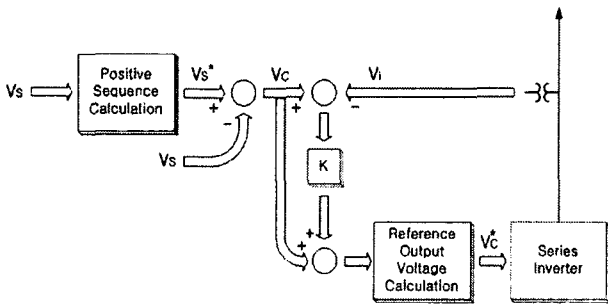 Vs
Positive
Sequence
Calculation
Vs*
+
-
Vs
Vc
+
-
Vi
K
+
+
Reference
Output
Voltage
Calculation
Vc*
Series
Inverter